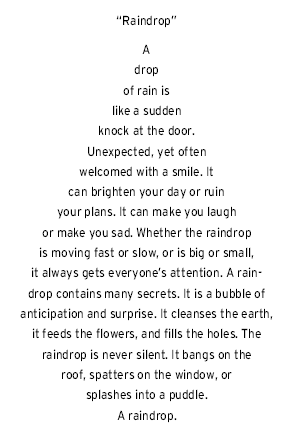 “Raindrop”
A
drop
of rain is
like a sudden
knock at the door.
Unexpected, yet often
welcomed with a smile. It
can brighten your day or ruin
your plans. It can make you laugh
or make you sad. Whether the raindrop
is moving fast or slow, or is big or small,
it always gets everyone’s attention. A rain-
drop contains many secrets. It is a bubble of
anticipation and surprise. It cleanses the earth,
it feeds the flowers, and fills the holes. The
raindrop is never silent. It bangs on the
roof, spatters on the window, or
splashes into a puddle.
A raindrop.